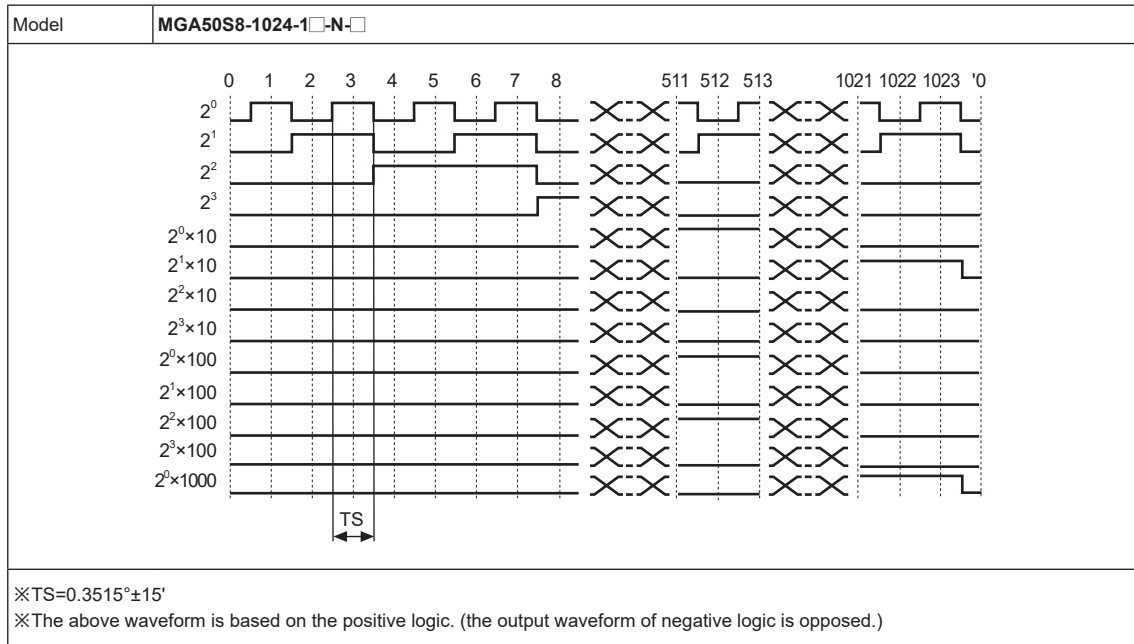 Model MGA50S8-1024-1□-N-□
0 1 2 3 4 5 6 7 8 511 512 513 1021 1022 1023 '0
2⁰
2¹
2²
2³
2⁰×10
2¹×10
2²×10
2³×10
2⁰×100
2¹×100
2²×100
2³×100
2⁰×1000
TS
※TS=0.3515°±15'
※The above waveform is based on the positive logic. (the output waveform of negative logic is opposed.)